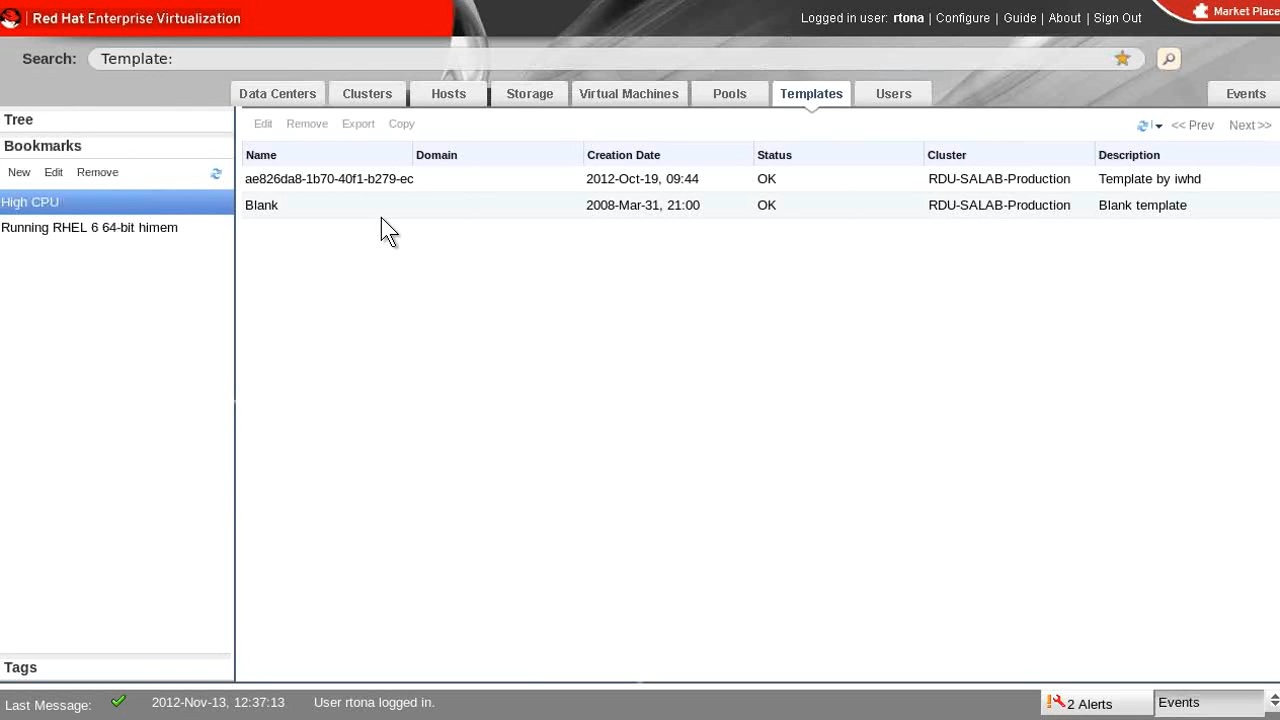 Red Hat Enterprise Virtualization
Logged in user: rtona | Configure | Guide | About | Sign Out
Market Place
Search: Template:
Data Centers Clusters Hosts Storage Virtual Machines Pools Templates Users Events
Tree
Bookmarks
New Edit Remove
High CPU
Running RHEL 6 64-bit himem
Tags
Edit Remove Export Copy
<< Prev Next >>
Name Domain Creation Date Status Cluster Description
ae826da8-1b70-40f1-b279-ec 2012-Oct-19, 09:44 OK RDU-SALAB-Production Template by iwhd
Blank 2008-Mar-31, 21:00 OK RDU-SALAB-Production Blank template
Last Message: 2012-Nov-13, 12:37:13 User rtona logged in. 2 Alerts Events